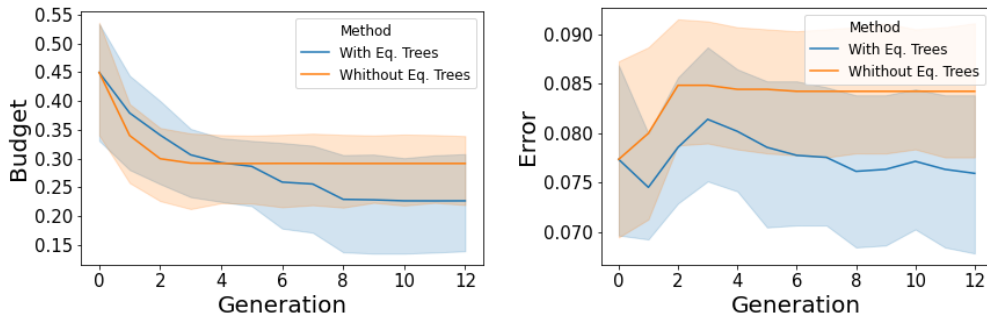 0.55
0.50
0.45
0.40
0.35
0.30
0.25
0.20
0.15
Budget
0 2 4 6 8 10 12
Generation
Method
With Eq. Trees
Whithout Eq. Trees
0.090
0.085
0.080
0.075
0.070
Error
0 2 4 6 8 10 12
Generation
Method
With Eq. Trees
Whithout Eq. Trees